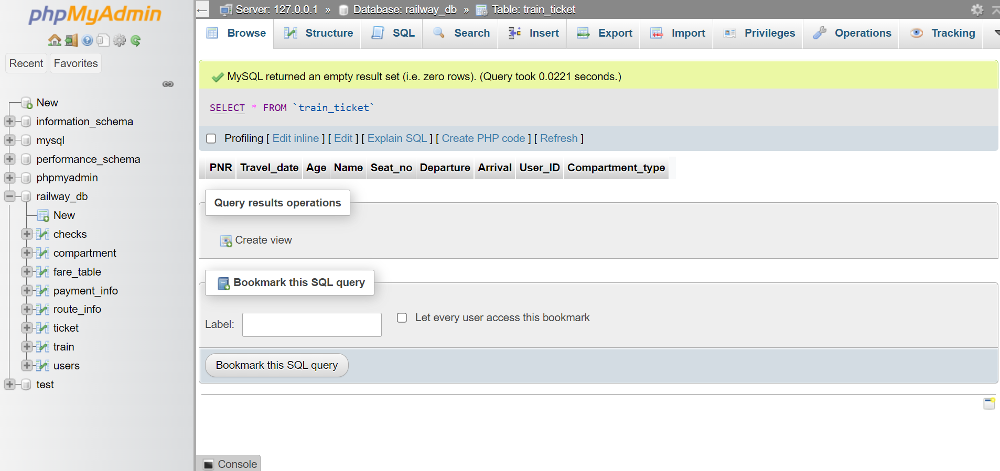 phpMyAdmin
Recent Favorites
New
information_schema
mysql
performance_schema
phpmyadmin
railway_db
New
checks
compartment
fare_table
payment_info
route_info
ticket
train
users
test
← Server: 127.0.0.1 » Database: railway_db » Table: train_ticket
Browse Structure SQL Search Insert Export Import Privileges Operations Tracking
MySQL returned an empty result set (i.e. zero rows). (Query took 0.0221 seconds.)
SELECT * FROM `train_ticket`
Profiling [ Edit inline ] [ Edit ] [ Explain SQL ] [ Create PHP code ] [ Refresh ]
PNR Travel_date Age Name Seat_no Departure Arrival User_ID Compartment_type
Query results operations
Create view
Bookmark this SQL query
Label: Let every user access this bookmark
Bookmark this SQL query
Console